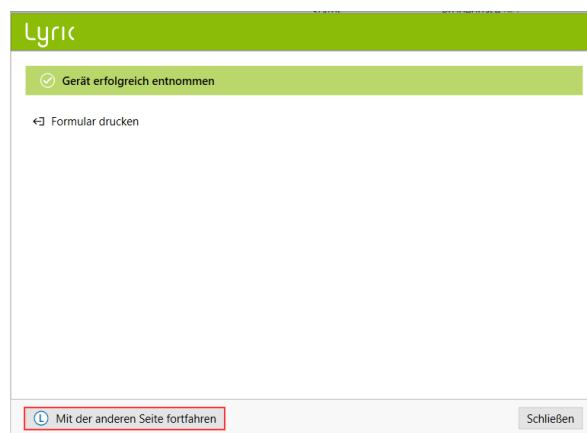 Lyric
Gerät erfolgreich entnommen
Formular drucken
L Mit der anderen Seite fortfahren
Schließen